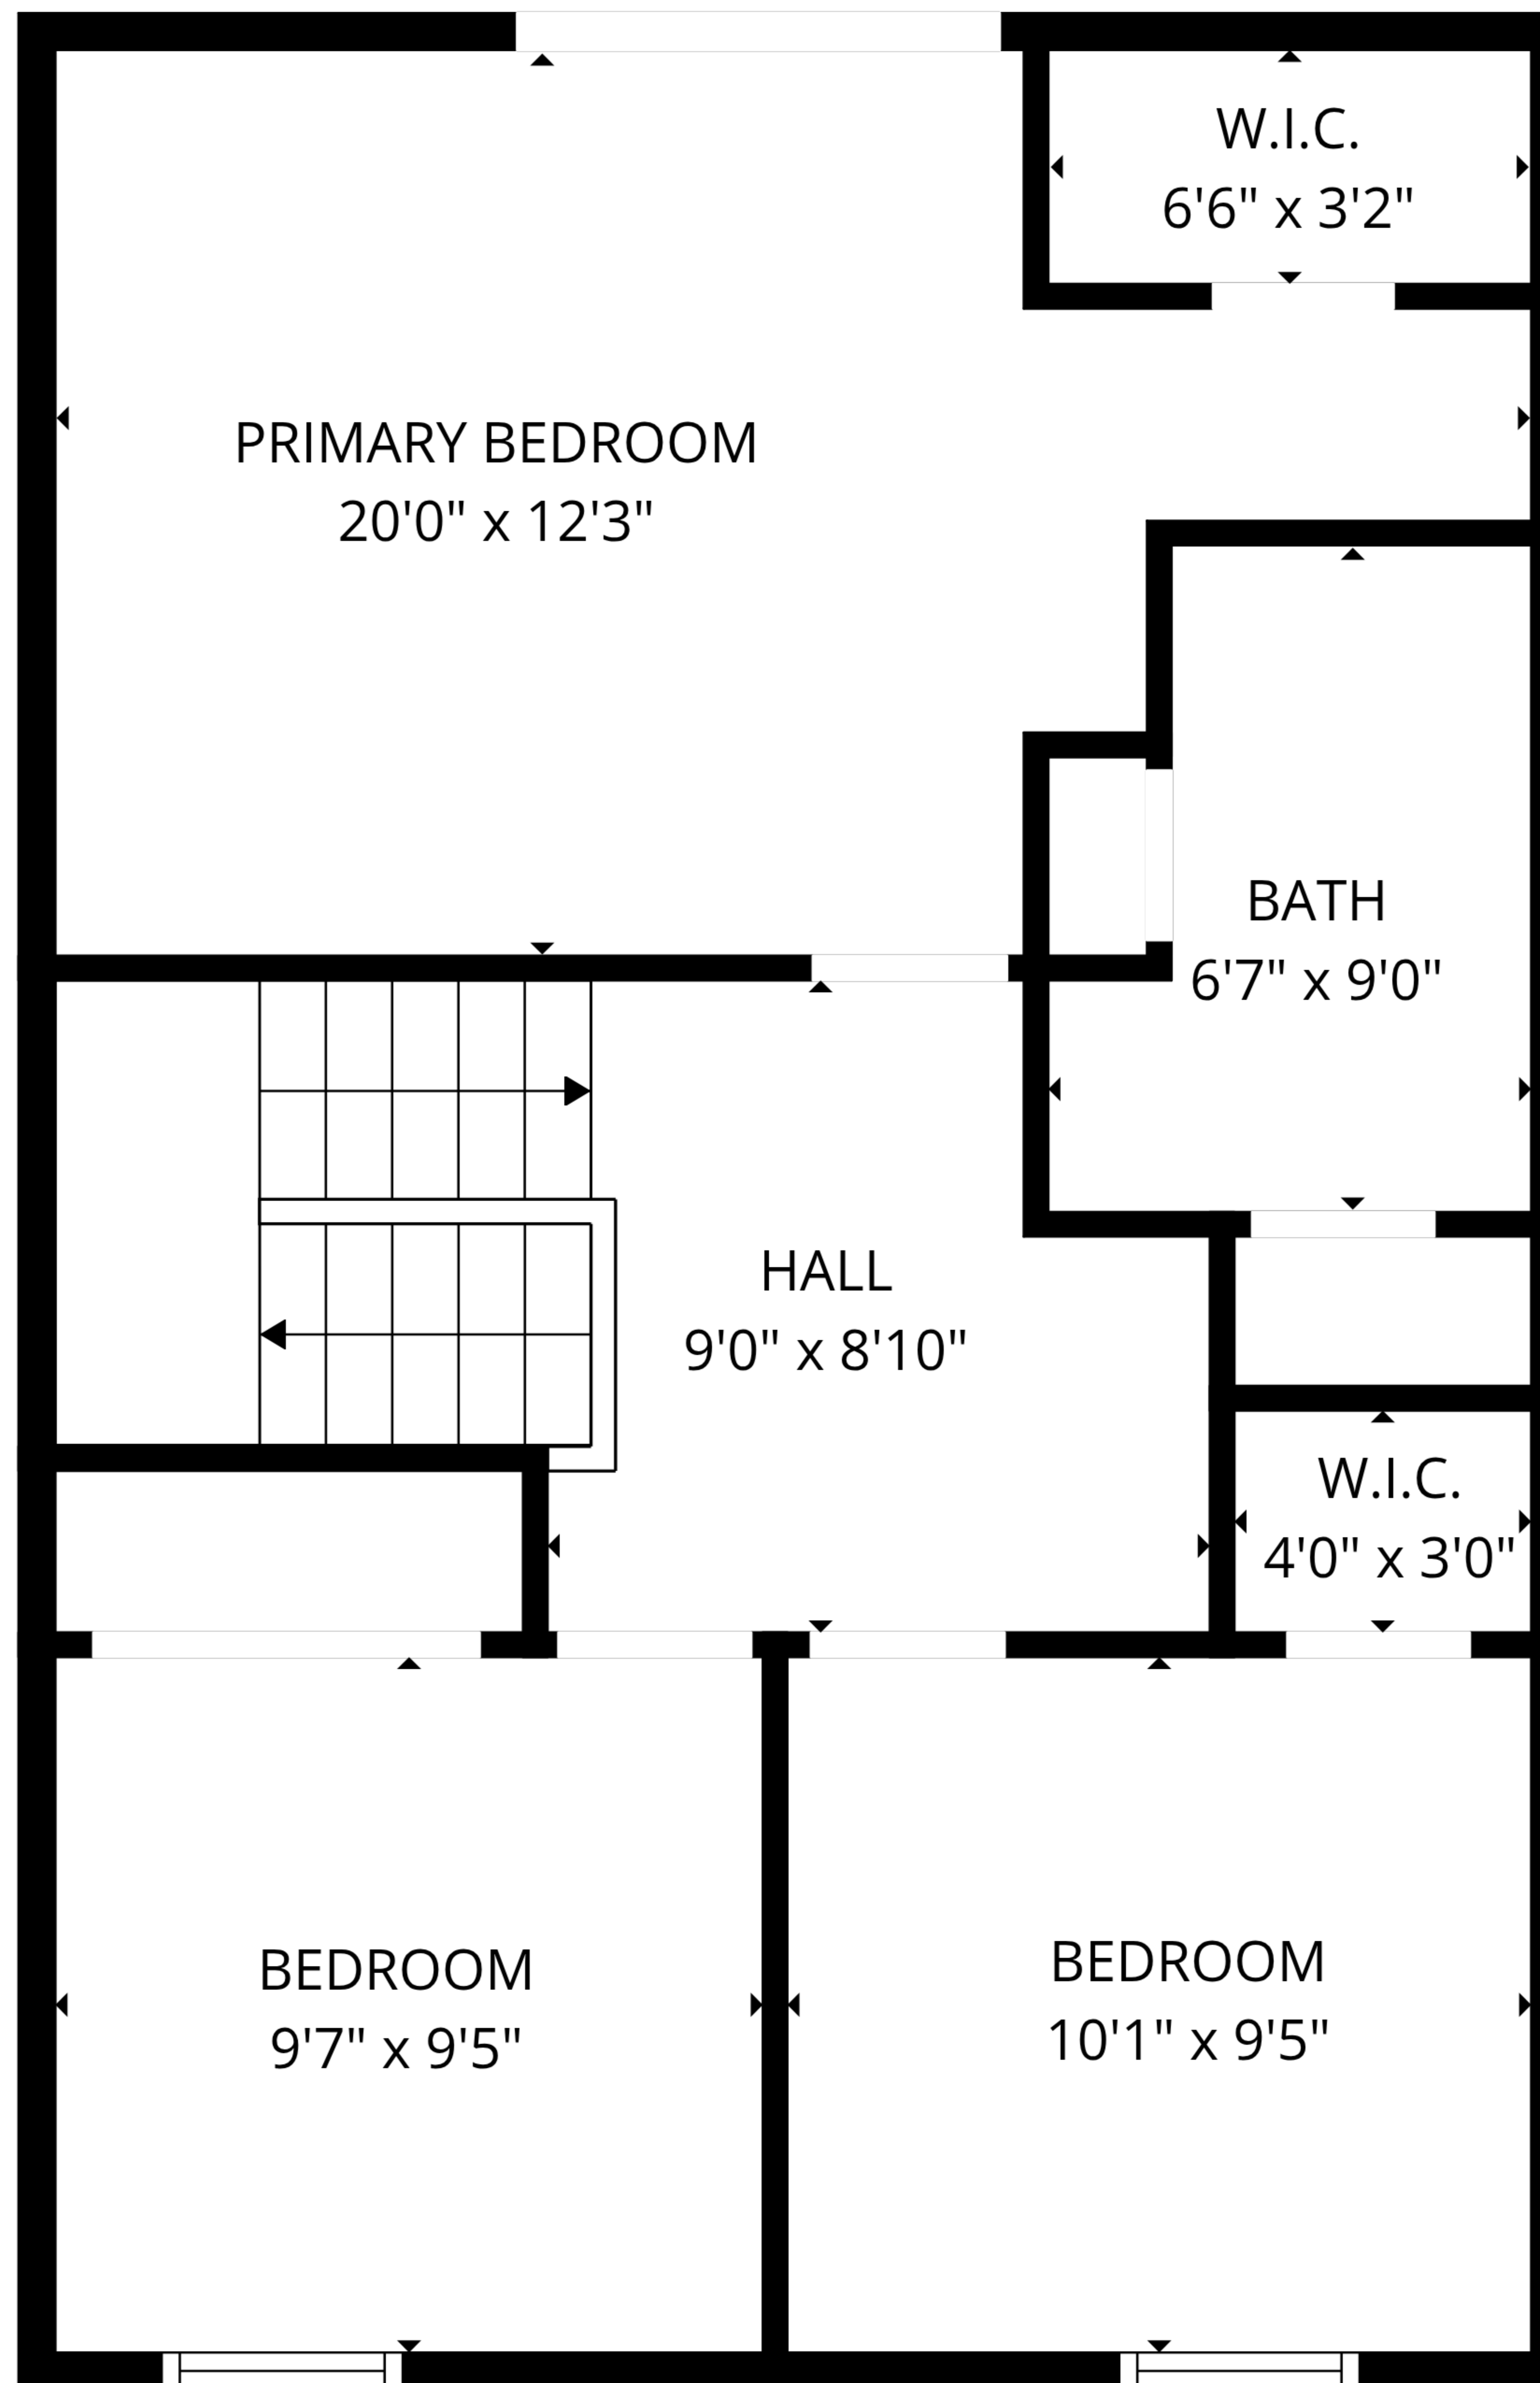 W.I.C.
6'6" x 3'2"
PRIMARY BEDROOM
20'0" x 12'3"
BATH
6'7" x 9'0"
HALL
9'0" x 8'10"
W.I.C.
4'0" x 3'0"
BEDROOM
9'7" x 9'5"
BEDROOM
10'1" x 9'5"